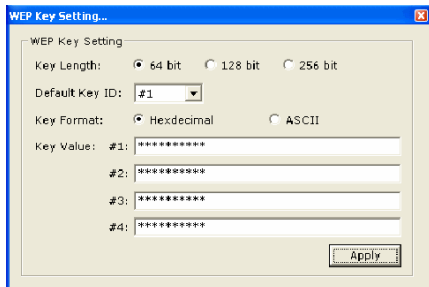 WEP Key Setting...
WEP Key Setting
Key Length: 64 bit 128 bit 256 bit
Default Key ID: #1
Key Format: Hexdecimal ASCII
Key Value: #1: **********
#2: **********
#3: **********
#4: **********
Apply